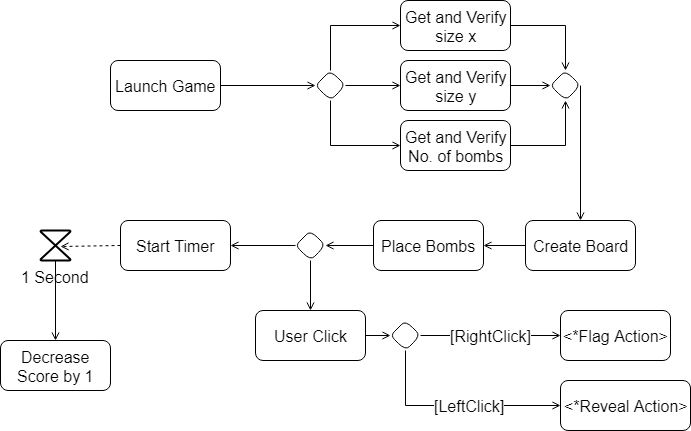 Get and Verify
size x
Launch Game
Get and Verify
size y
Get and Verify
No. of bombs
Start Timer
Place Bombs
Create Board
1 Second
User Click
[RightClick]
<*Flag Action>
Decrease
Score by 1
[LeftClick]
<*Reveal Action>